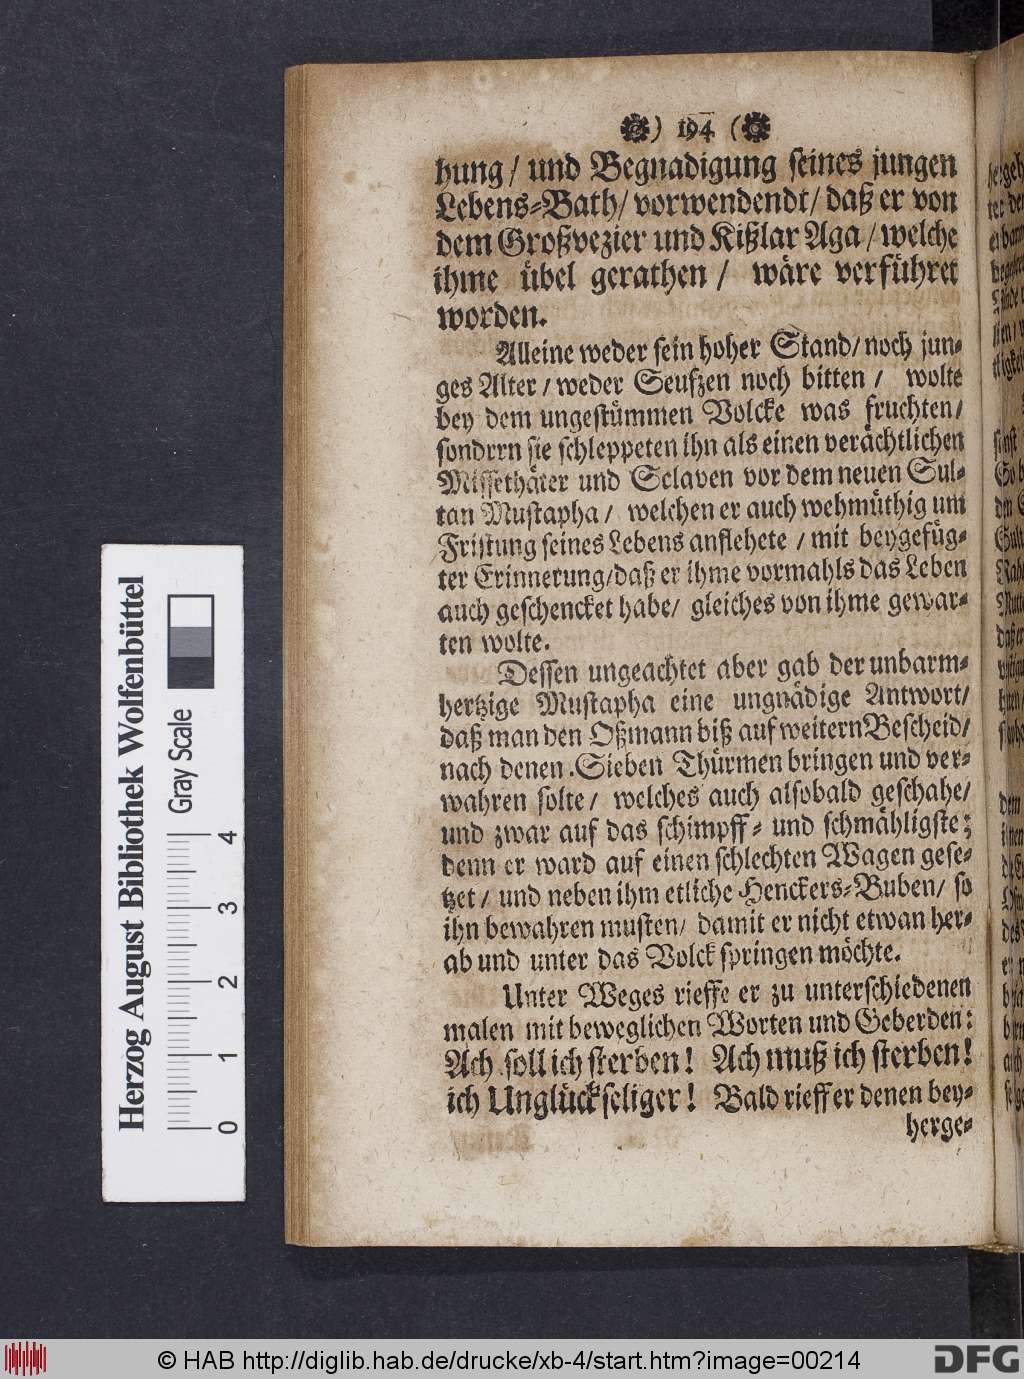 ) 194 (
hung / und Begnadigung seines jungen
Lebens-Bath / vorwendendt / daß er von
dem Großvezier und Kißlar Aga / welche
ihme übel gerathen / wäre verführet
worden.
Alleine weder sein hoher Stand / noch jun-
ges Alter / weder Seufzen noch bitten / wolte
bey dem ungestümmen Volcke was fruchten /
sondrrn sie schleppeten ihn als einen verächtlichen
Missethäter und Sclaven vor dem neuen Sul-
tan Mustapha / welchen er auch wehmüthig um
Fristung seines Lebens anflehete / mit beygefüg-
ter Erinnerung / daß er ihme vormahls das Leben
auch geschencket habe / gleiches von ihme gewar-
ten wolte.
Dessen ungeachtet aber gab der unbarm-
hertzige Mustapha eine ungnädige Antwort /
daß man den Oßmann biß auf weitern Bescheid /
nach denen Sieben Thürmen bringen und ver-
wahren solte / welches auch alsobald geschahe /
und zwar auf das schimpff- und schmähligste;
denn er ward auf einen schlechten Wagen gese-
tzet / und neben ihm etliche Henckers-Buben / so
ihn bewahren musten / damit er nicht etwan her-
ab und unter das Volck springen möchte.
Unter Weges rieffe er zu unterschiedenen
malen mit beweglichen Worten und Geberden:
Ach soll ich sterben! Ach muß ich sterben!
ich Unglückseliger! Bald rieff er denen bey-
herge-
Herzog August Bibliothek Wolfenbüttel
Gray Scale
0 1 2 3 4
© HAB http://diglib.hab.de/drucke/xb-4/start.htm?image=00214
DFG